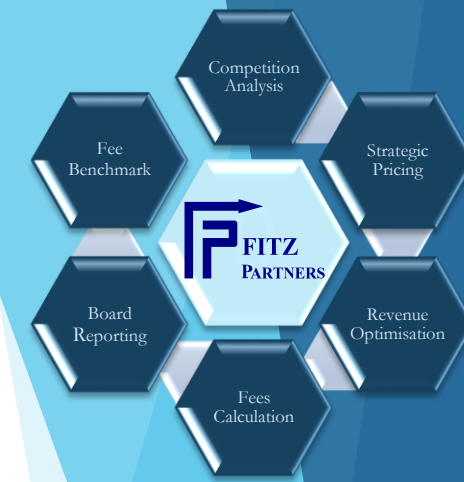 Competition
Analysis
Fee
Benchmark
Strategic
Pricing
FITZ
PARTNERS
Board
Reporting
Revenue
Optimisation
Fees
Calculation